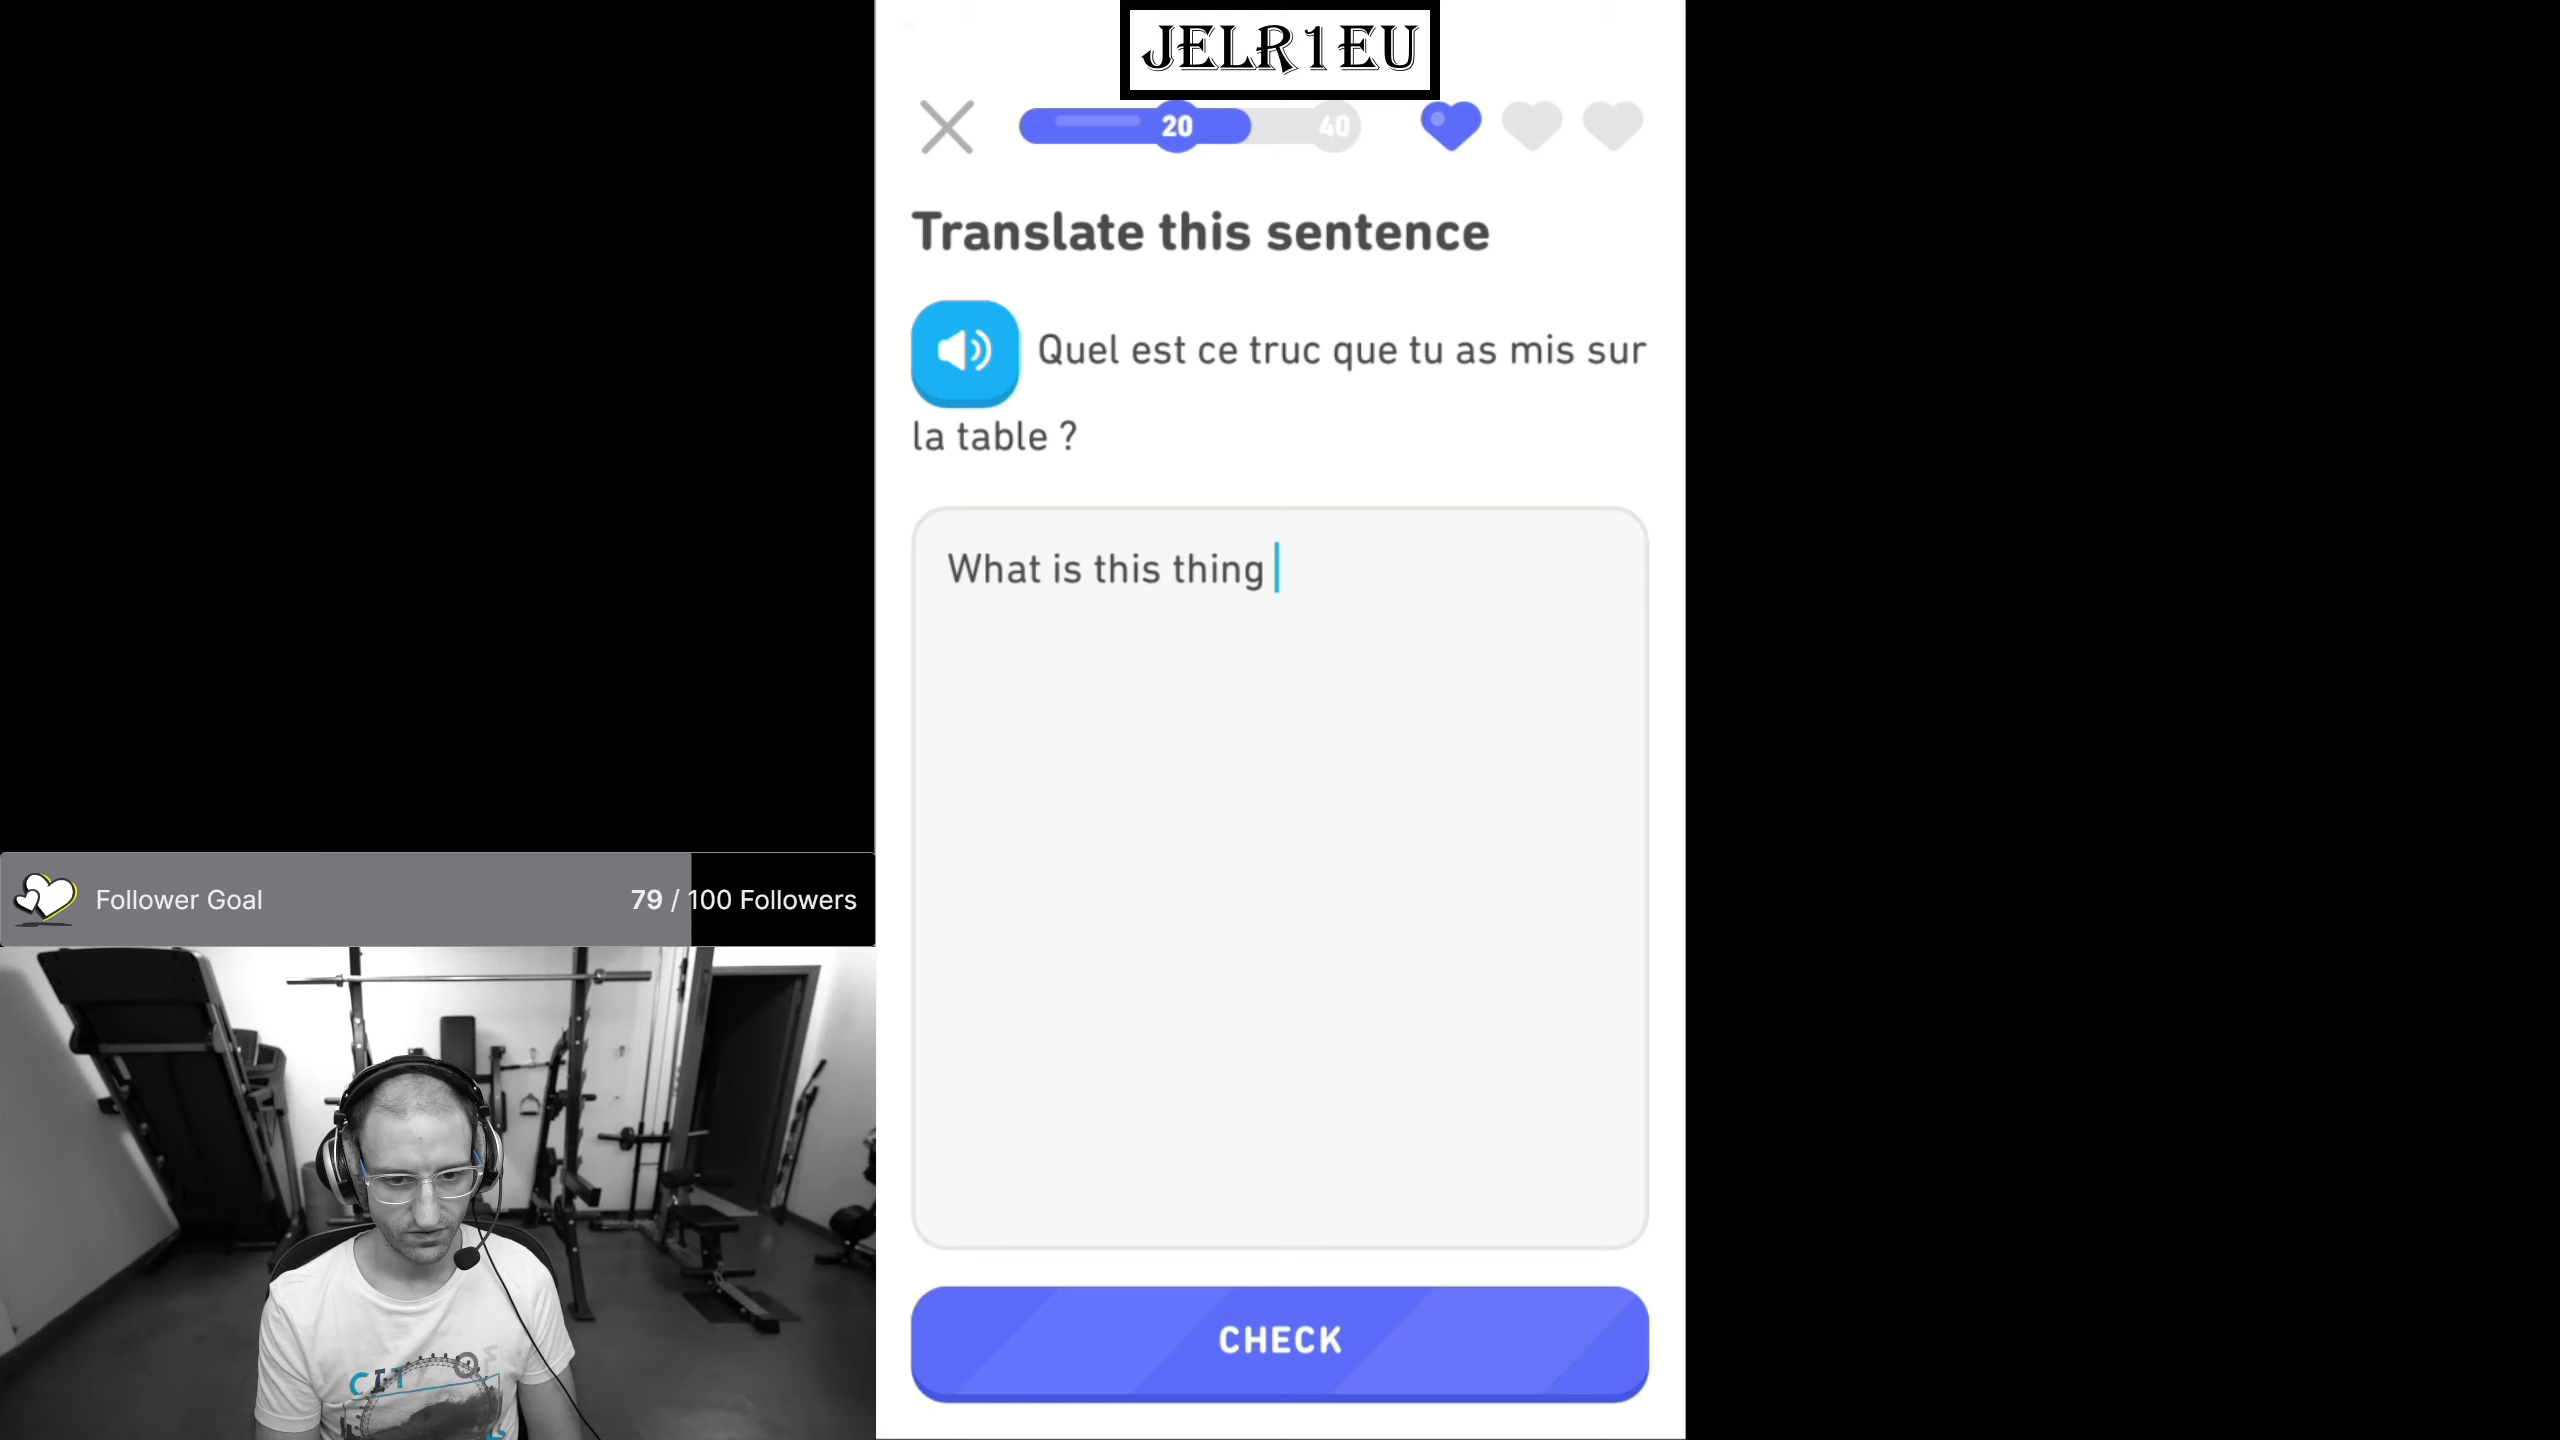 JELR1EU
20
40
Translate this sentence
Quel est ce truc que tu as mis sur
la table ?
What is this thing
CHECK
Follower Goal
79 / 100 Followers